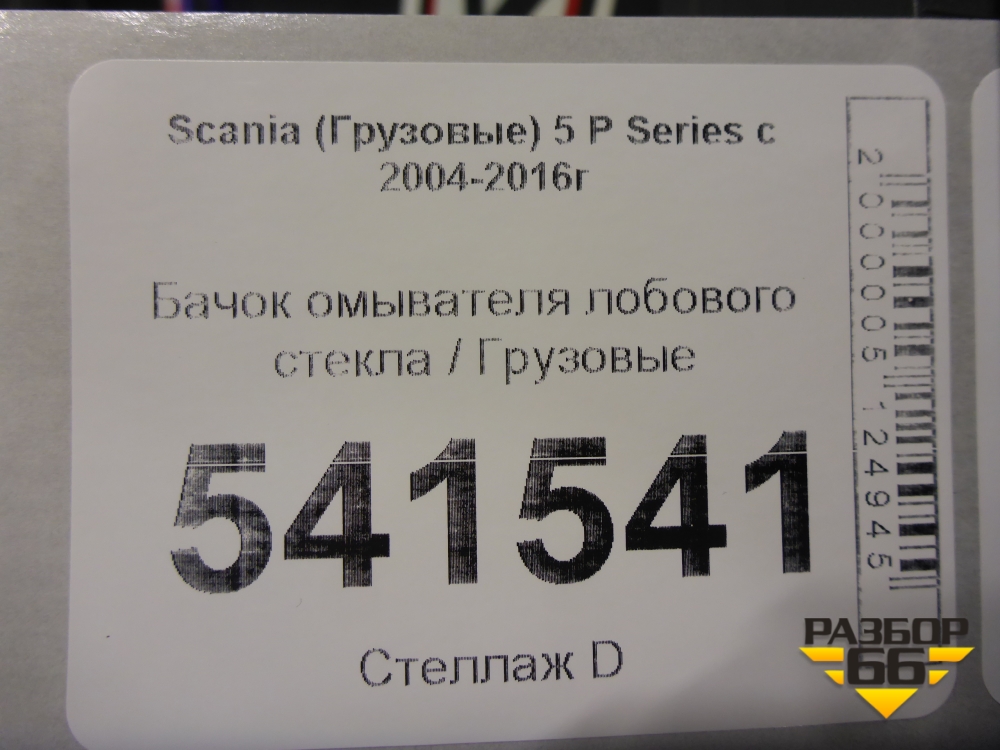 Scania (Грузовые) 5 P Series с
2004-2016г
Бачок омывателя лобового
стекла / Грузовые
541541
Стеллаж D
2000005124945
РАЗБОР
66